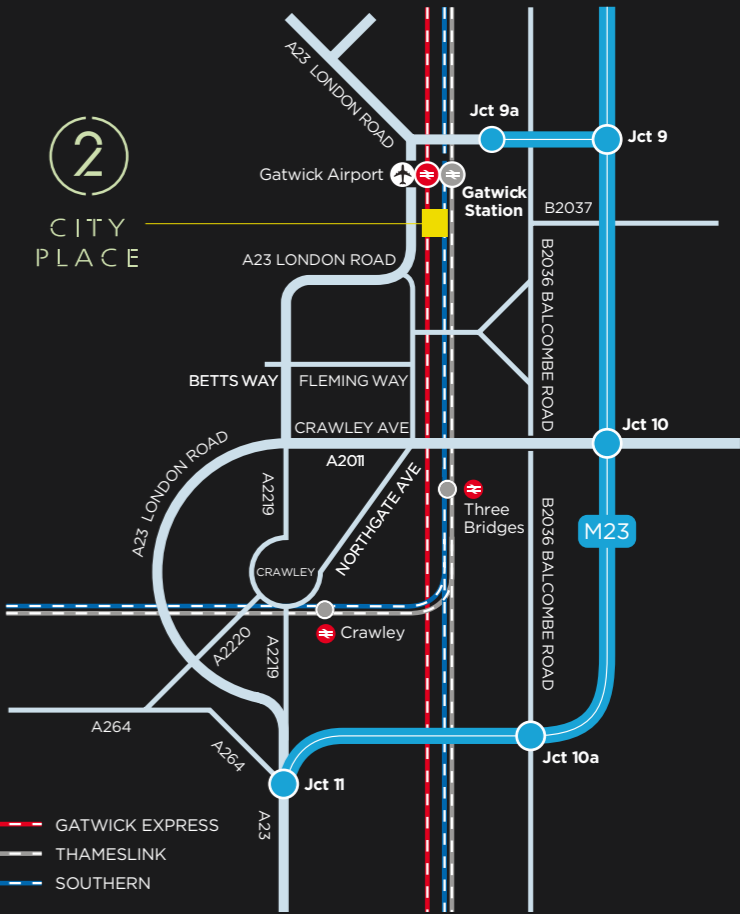 A23 LONDON ROAD
Jct 9a
Jct 9
2
CITY
PLACE
Gatwick Airport
Gatwick
Station
B2037
A23 LONDON ROAD
B2036 BALCOMBE ROAD
BETTS WAY
FLEMING WAY
CRAWLEY AVE
A2011
Jct 10
A23 LONDON ROAD
A2219
NORTHGATE AVE
Three
Bridges
B2036 BALCOMBE ROAD
M23
CRAWLEY
Crawley
A2220
A2219
A264
A264
Jct 10a
Jct 11
A23
GATWICK EXPRESS
THAMESLINK
SOUTHERN